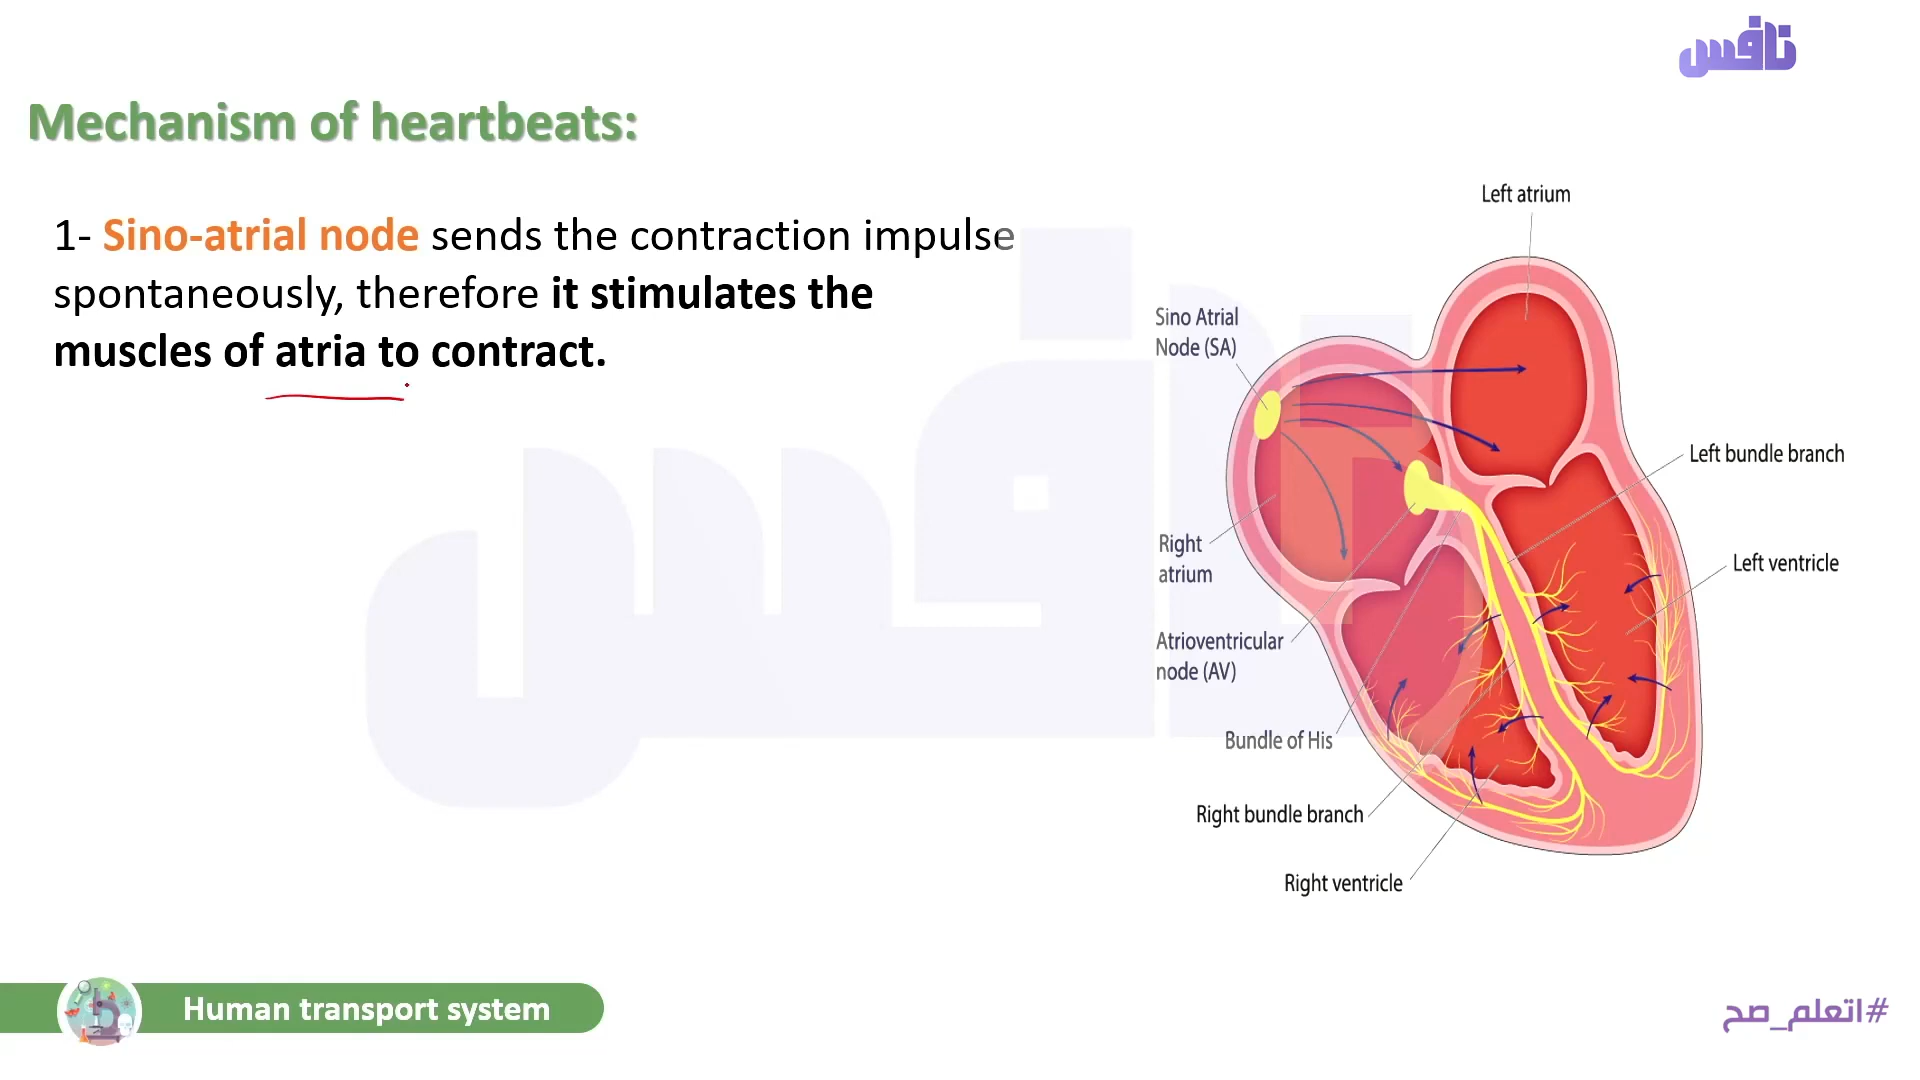 نافس
Mechanism of heartbeats:
1- Sino-atrial node sends the contraction impulse
spontaneously, therefore it stimulates the
muscles of atria to contract.
Left atrium
Sino Atrial
Node (SA)
Left bundle branch
Right
atrium
Left ventricle
Atrioventricular
node (AV)
Bundle of His
Right bundle branch
Right ventricle
Human transport system
#اتعلم_صح